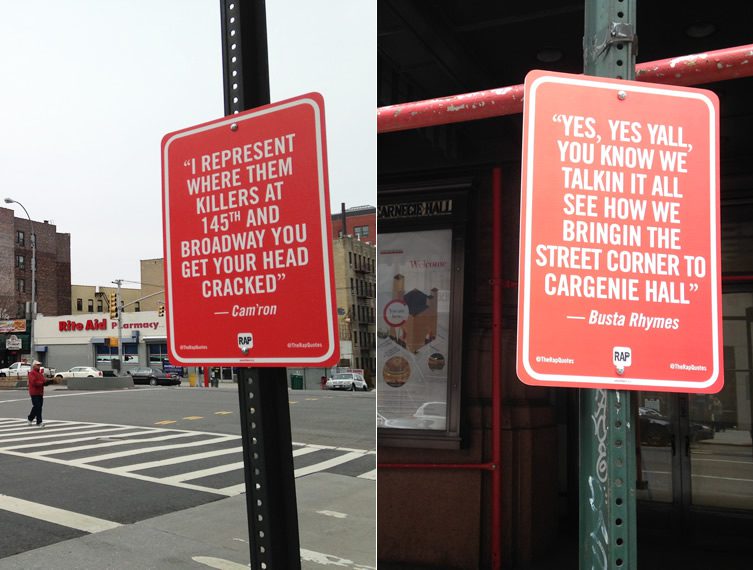 “I REPRESENT
WHERE THEM
KILLERS AT
145TH AND
BROADWAY YOU
GET YOUR HEAD
CRACKED”
— Cam'ron
@TheRapQuotes
RAP
@TheRapQuotes
Rite Aid Pharmacy
“YES, YES YALL,
YOU KNOW WE
TALKIN IT ALL
SEE HOW WE
BRINGIN THE
STREET CORNER TO
CARGENIE HALL”
— Busta Rhymes
@TheRapQuotes
RAP
@TheRapQuotes
CARNEGIE HALL
Welcome